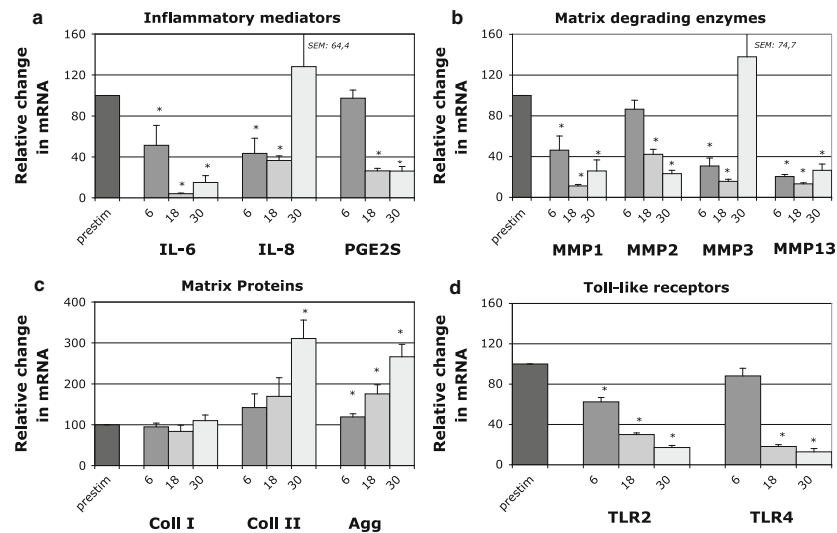 a
Inflammatory mediators
Relative change
in mRNA
160
120
80
40
0
SEM: 64,4
*
*
*
*
*
*
*
prestim
6
18
30
6
18
30
6
18
30
IL-6
IL-8
PGE2S
b
Matrix degrading enzymes
Relative change
in mRNA
160
120
80
40
0
SEM: 74,7
*
*
*
*
*
*
*
*
*
*
prestim
6
18
30
6
18
30
6
18
30
6
18
30
MMP1
MMP2
MMP3
MMP13
c
Matrix Proteins
Relative change
in mRNA
400
300
200
100
0
*
*
*
*
prestim
6
18
30
6
18
30
6
18
30
Coll I
Coll II
Agg
d
Toll-like receptors
Relative change
in mRNA
160
120
80
40
0
*
*
*
*
*
prestim
6
18
30
6
18
30
TLR2
TLR4